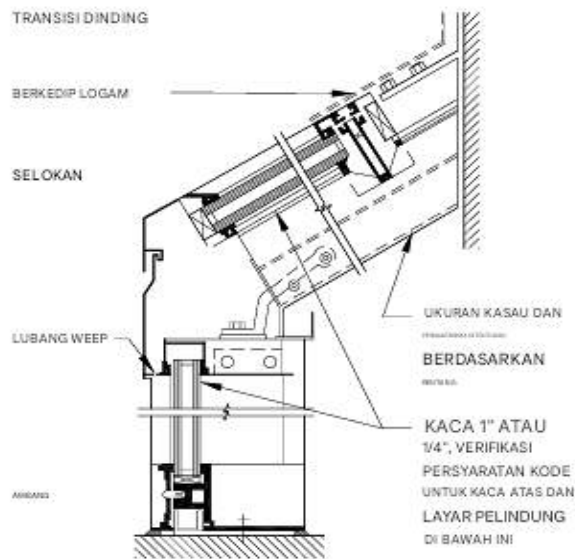 TRANSISI DINDING
BERKEDIP LOGAM
SELOKAN
LUBANG WEEP
AMBANG
UKURAN KASAU DAN
BERDASARKAN
KACA 1" ATAU
1/4", VERIFIKASI
PERSYARATAN KODE
UNTUK KACA ATAS DAN
LAYAR PELINDUNG
DI BAWAH INI